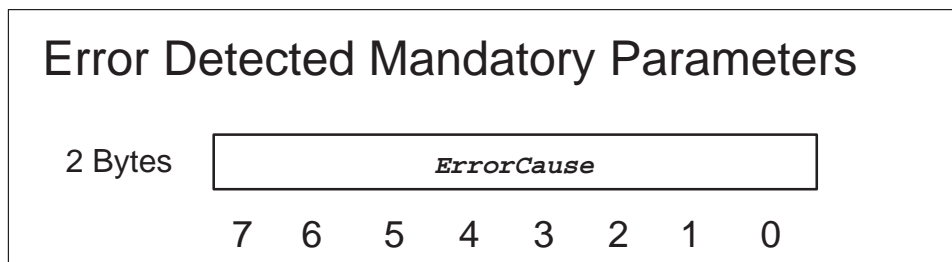 Error Detected Mandatory Parameters
2 Bytes ErrorCause
7 6 5 4 3 2 1 0